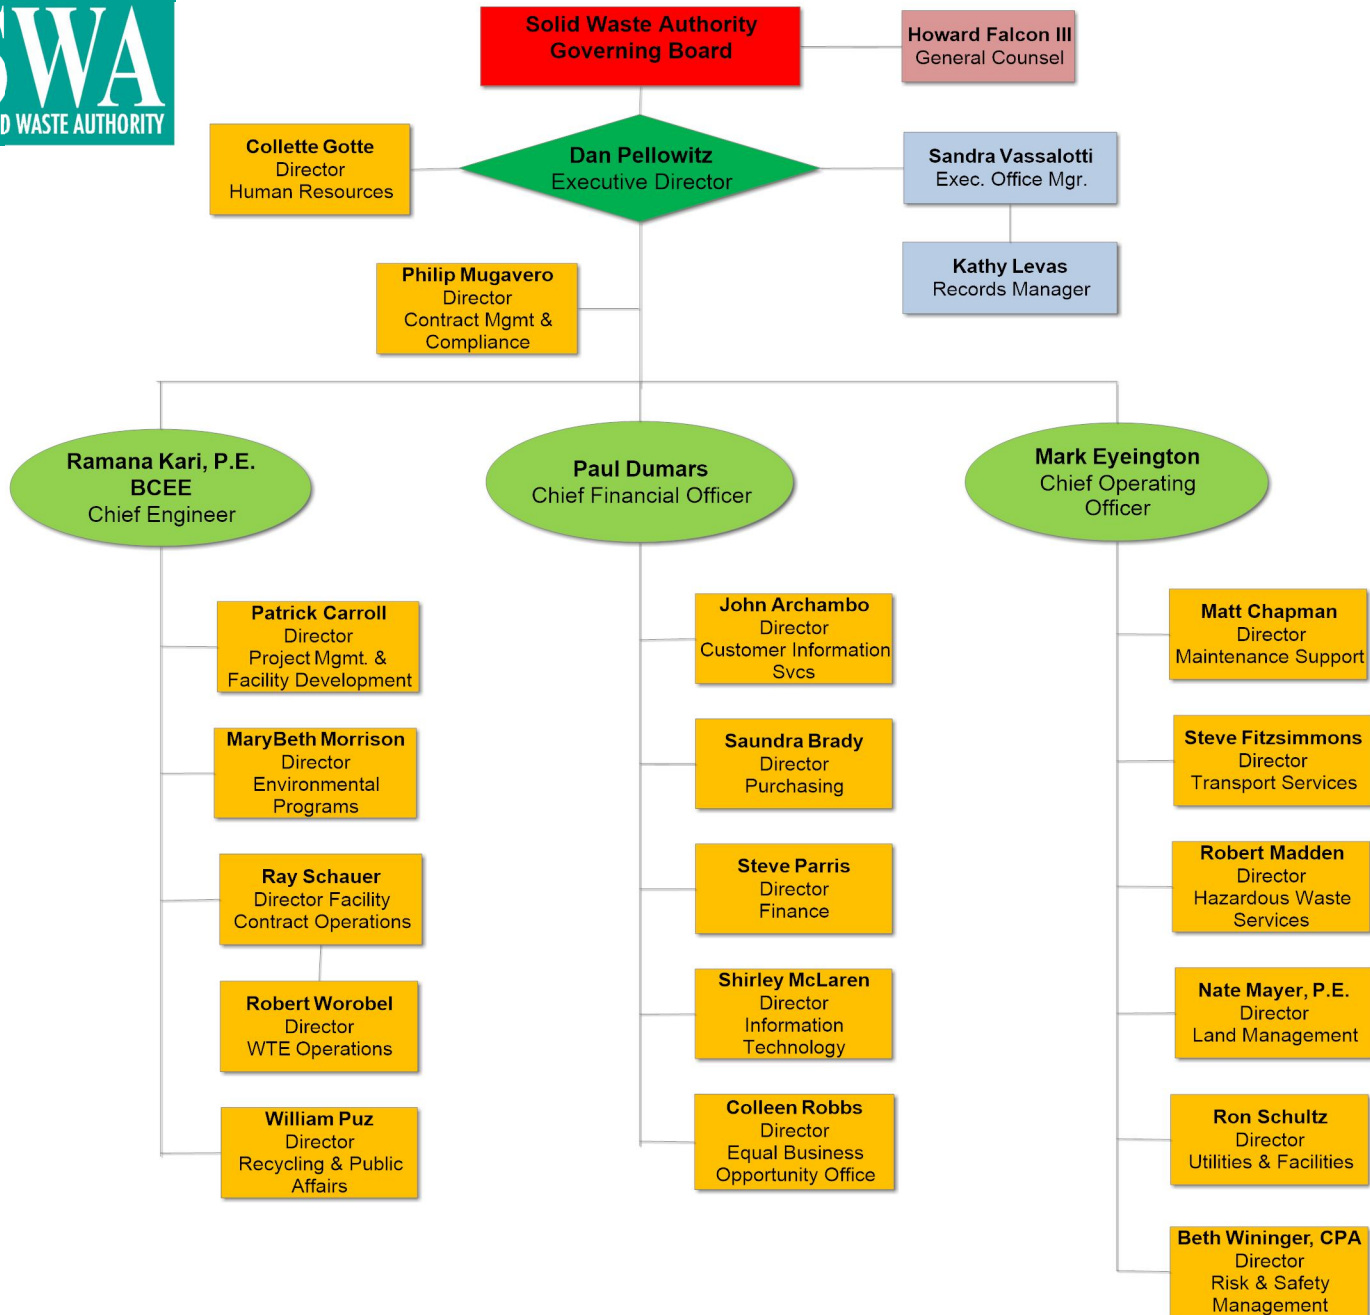 SWA
D WASTE AUTHORITY
Solid Waste Authority
Governing Board
Howard Falcon III
General Counsel
Collette Gotte
Director
Human Resources
Dan Pellowitz
Executive Director
Sandra Vassalotti
Exec. Office Mgr.
Kathy Levas
Records Manager
Philip Mugavero
Director
Contract Mgmt &
Compliance
Ramana Kari, P.E.
BCEE
Chief Engineer
Paul Dumars
Chief Financial Officer
Mark Eyeington
Chief Operating
Officer
Patrick Carroll
Director
Project Mgmt. &
Facility Development
MaryBeth Morrison
Director
Environmental
Programs
Ray Schauer
Director Facility
Contract Operations
Robert Worobel
Director
WTE Operations
William Puz
Director
Recycling & Public
Affairs
John Archambo
Director
Customer Information
Svcs
Saundra Brady
Director
Purchasing
Steve Parris
Director
Finance
Shirley McLaren
Director
Information
Technology
Colleen Robbs
Director
Equal Business
Opportunity Office
Matt Chapman
Director
Maintenance Support
Steve Fitzsimmons
Director
Transport Services
Robert Madden
Director
Hazardous Waste
Services
Nate Mayer, P.E.
Director
Land Management
Ron Schultz
Director
Utilities & Facilities
Beth Wininger, CPA
Director
Risk & Safety
Management